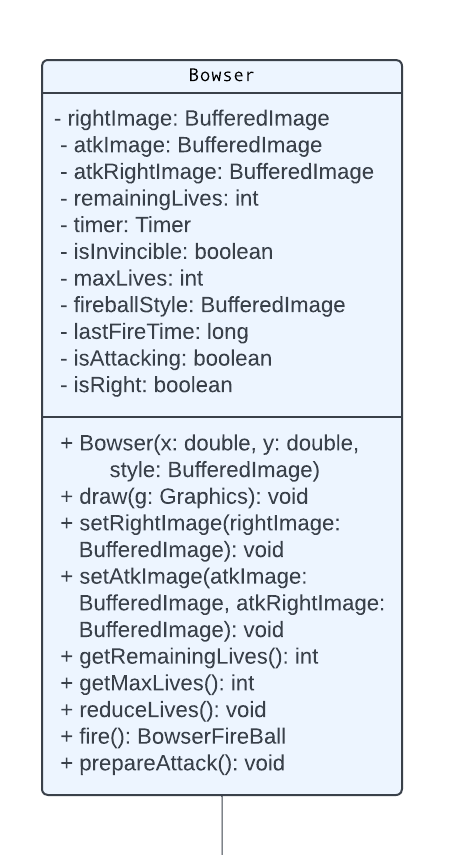 Bowser
- rightImage: BufferedImage
- atkImage: BufferedImage
- atkRightImage: BufferedImage
- remainingLives: int
- timer: Timer
- isInvincible: boolean
- maxLives: int
- fireballStyle: BufferedImage
- lastFireTime: long
- isAttacking: boolean
- isRight: boolean
+ Bowser(x: double, y: double,
style: BufferedImage)
+ draw(g: Graphics): void
+ setRightImage(rightImage:
BufferedImage): void
+ setAtkImage(atkImage:
BufferedImage, atkRightImage:
BufferedImage): void
+ getRemainingLives(): int
+ getMaxLives(): int
+ reduceLives(): void
+ fire(): BowserFireBall
+ prepareAttack(): void